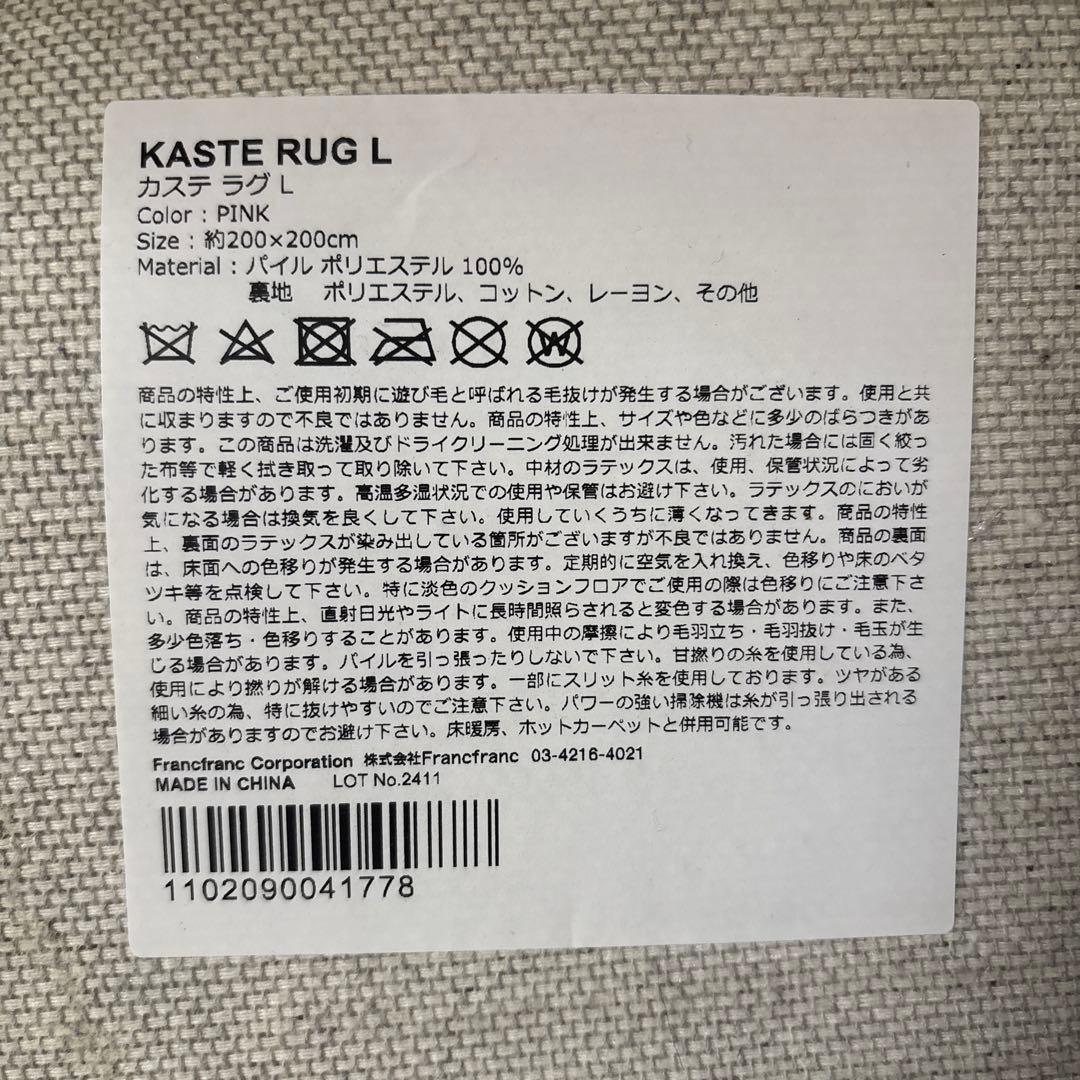 KASTE RUG L
カステ ラグ L
Color : PINK
Size : 約200×200cm
Material : パイル ポリエステル 100%
裏地 ポリエステル、コットン、レーヨン、その他
W
商品の特性上、ご使用初期に遊び毛と呼ばれる毛抜けが発生する場合がございます。使用と共
に収まりますので不良ではありません。商品の特性上、サイズや色などに多少のばらつきがあ
ります。この商品は洗濯及びドライクリーニング処理が出来ません。汚れた場合には固く絞っ
た布等で軽く拭き取って取り除いて下さい。中材のラテックスは、使用、保管状況によって劣
化する場合があります。高温多湿状況での使用や保管はお避け下さい。ラテックスのにおいが
気になる場合は換気を良くして下さい。使用していくうちに薄くなってきます。商品の特性
上、裏面のラテックスが染み出している箇所がございますが不良ではありません。商品の裏面
は、床面への色移りが発生する場合があります。定期的に空気を入れ換え、色移りや床のベタ
ツキ等を点検して下さい。特に淡色のクッションフロアでご使用の際は色移りにご注意下さ
い。商品の特性上、直射日光やライトに長時間照らされると変色する場合があります。また、
多少色落ち・色移りすることがあります。使用中の摩擦により毛羽立ち・毛羽抜け・毛玉が生
じる場合があります。パイルを引っ張ったりしないで下さい。甘撚りの糸を使用している為、
使用により撚りが解ける場合があります。一部にスリット糸を使用しております。ツヤがある
細い糸の為、特に抜けやすいのでご注意下さい。パワーの強い掃除機は糸が引っ張り出される
場合がありますのでお避け下さい。床暖房、ホットカーペットと併用可能です。
Francfranc Corporation 株式会社Francfranc 03-4216-4021
MADE IN CHINA LOT No.2411
1102090041778